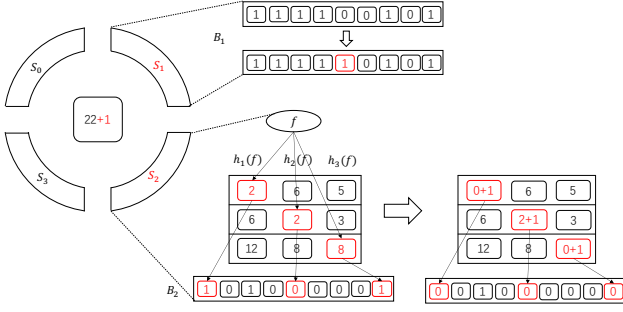 1 1 1 1 0 0 1 0 1
B₁
1 1 1 1 1 0 1 0 1
S₀
S₁
22+1
S₃
S₂
f
h₁(f) h₂(f) h₃(f)
2 6 5
6 2 3
12 8 8
B₂
1 0 1 0 0 0 0 0 1
0+1 6 5
6 2+1 3
12 8 0+1
0 0 1 0 0 0 0 0 0